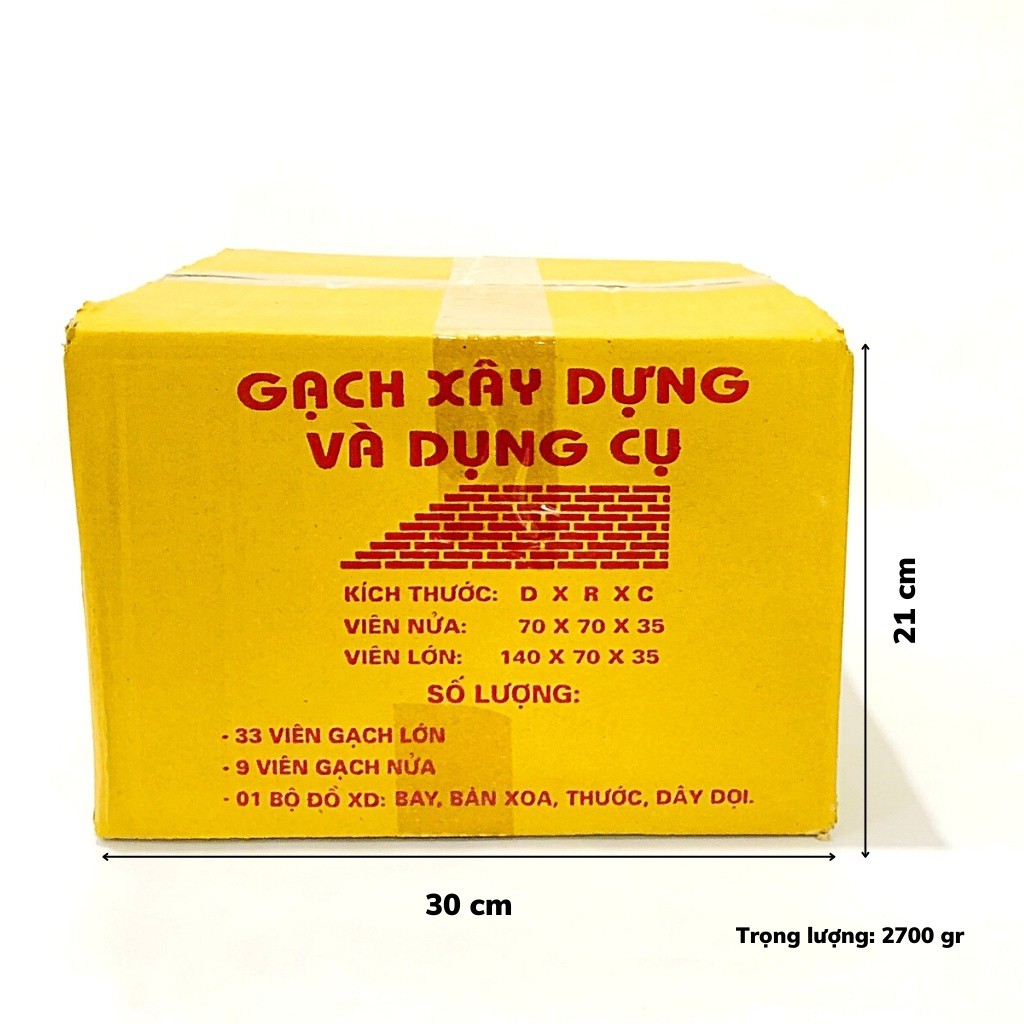 GẠCH XÂY DỰNG
VÀ DỤNG CỤ
KÍCH THƯỚC: D X R X C
VIÊN NỬA: 70 X 70 X 35
VIÊN LỚN: 140 X 70 X 35
SỐ LƯỢNG:
- 33 VIÊN GẠCH LỚN
- 9 VIÊN GẠCH NỬA
- 01 BỘ ĐỒ XD: BAY, BÀN XOA, THƯỚC, DÂY DỌI.
21 cm
30 cm
Trọng lượng: 2700 gr